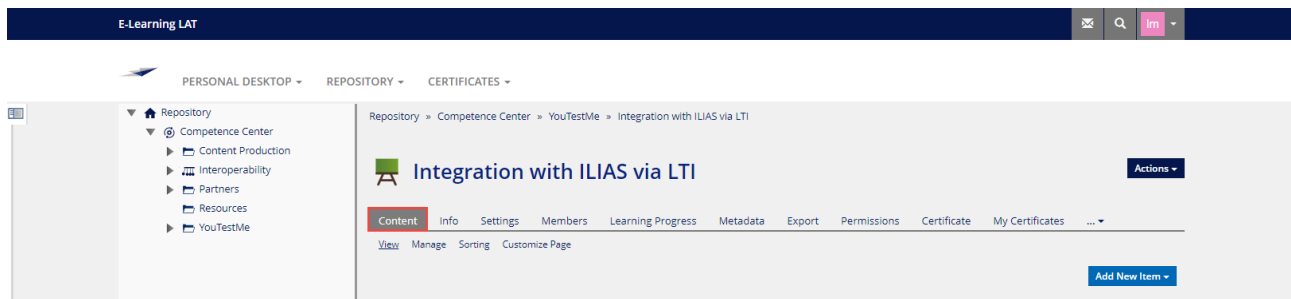 E-Learning LAT
lm
PERSONAL DESKTOP REPOSITORY CERTIFICATES
Repository
Competence Center
Content Production
Interoperability
Partners
Resources
YouTestMe
Repository » Competence Center » YouTestMe » Integration with ILIAS via LTI
Integration with ILIAS via LTI
Actions
Content Info Settings Members Learning Progress Metadata Export Permissions Certificate My Certificates ...
View Manage Sorting Customize Page
Add New Item